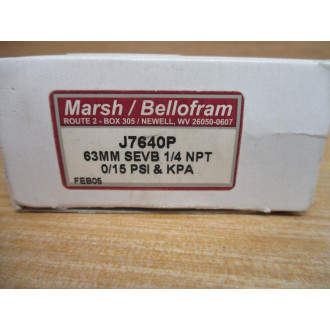 Marsh / Bellofram
ROUTE 2 - BOX 305 / NEWELL, WV 26050-0607
J7640P
63MM SEVB 1/4 NPT
0/15 PSI & KPA
FEB05